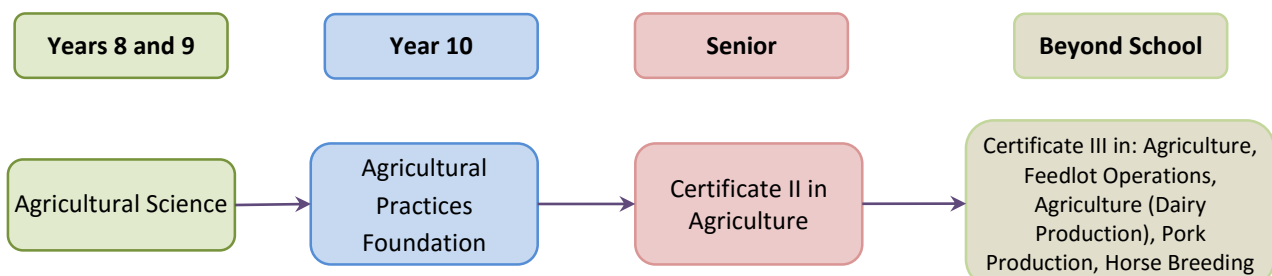 Years 8 and 9
Year 10
Senior
Beyond School
Agricultural Science
Agricultural
Practices
Foundation
Certificate II in
Agriculture
Certificate III in: Agriculture,
Feedlot Operations,
Agriculture (Dairy
Production), Pork
Production, Horse Breeding